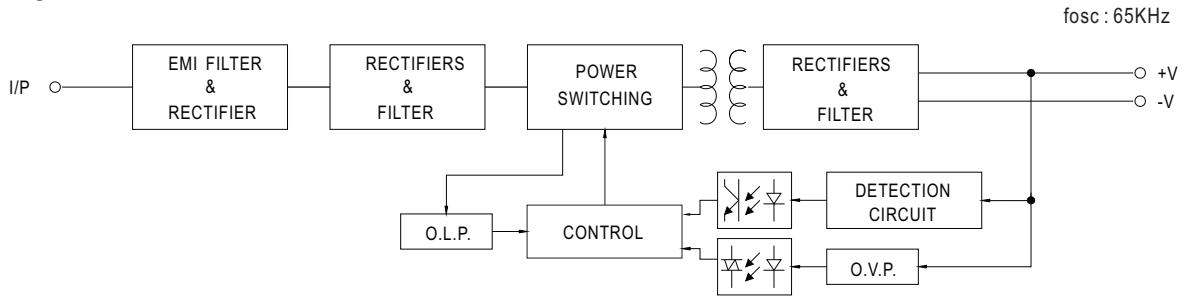 fosc : 65KHz
I/P
EMI FILTER
&
RECTIFIER
RECTIFIERS
&
FILTER
POWER
SWITCHING
RECTIFIERS
&
FILTER
+V
-V
O.L.P.
CONTROL
DETECTION
CIRCUIT
O.V.P.